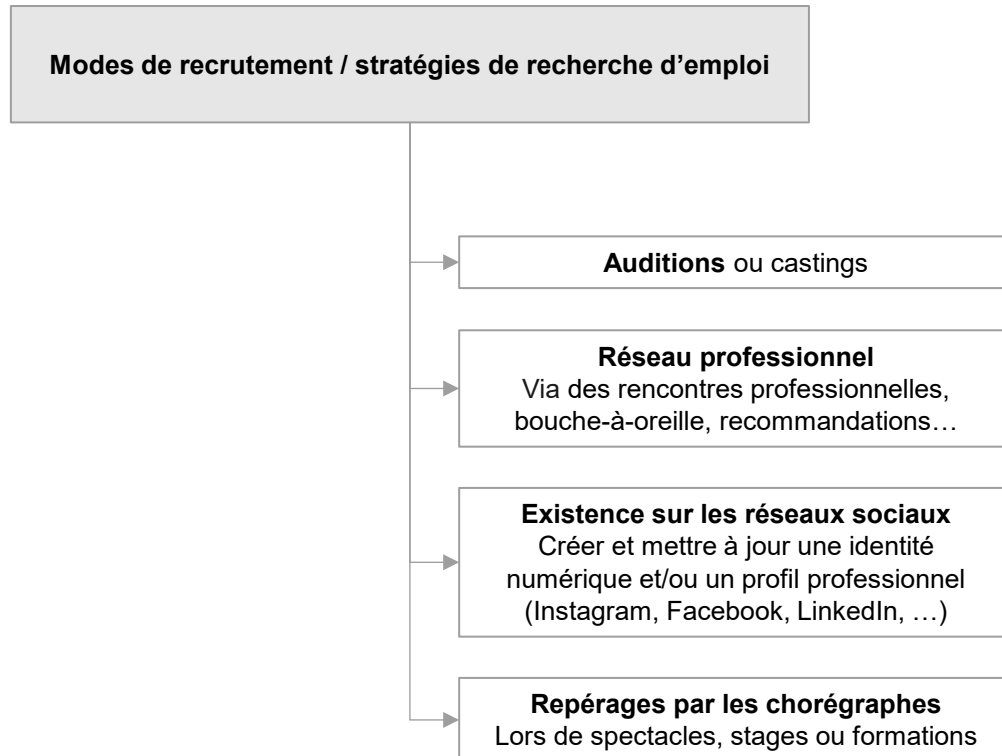 Modes de recrutement / stratégies de recherche d’emploi
Auditions ou castings
Réseau professionnel
Via des rencontres professionnelles,
bouche-à-oreille, recommandations…
Existence sur les réseaux sociaux
Créer et mettre à jour une identité
numérique et/ou un profil professionnel
(Instagram, Facebook, LinkedIn, …)
Repérages par les chorégraphes
Lors de spectacles, stages ou formations